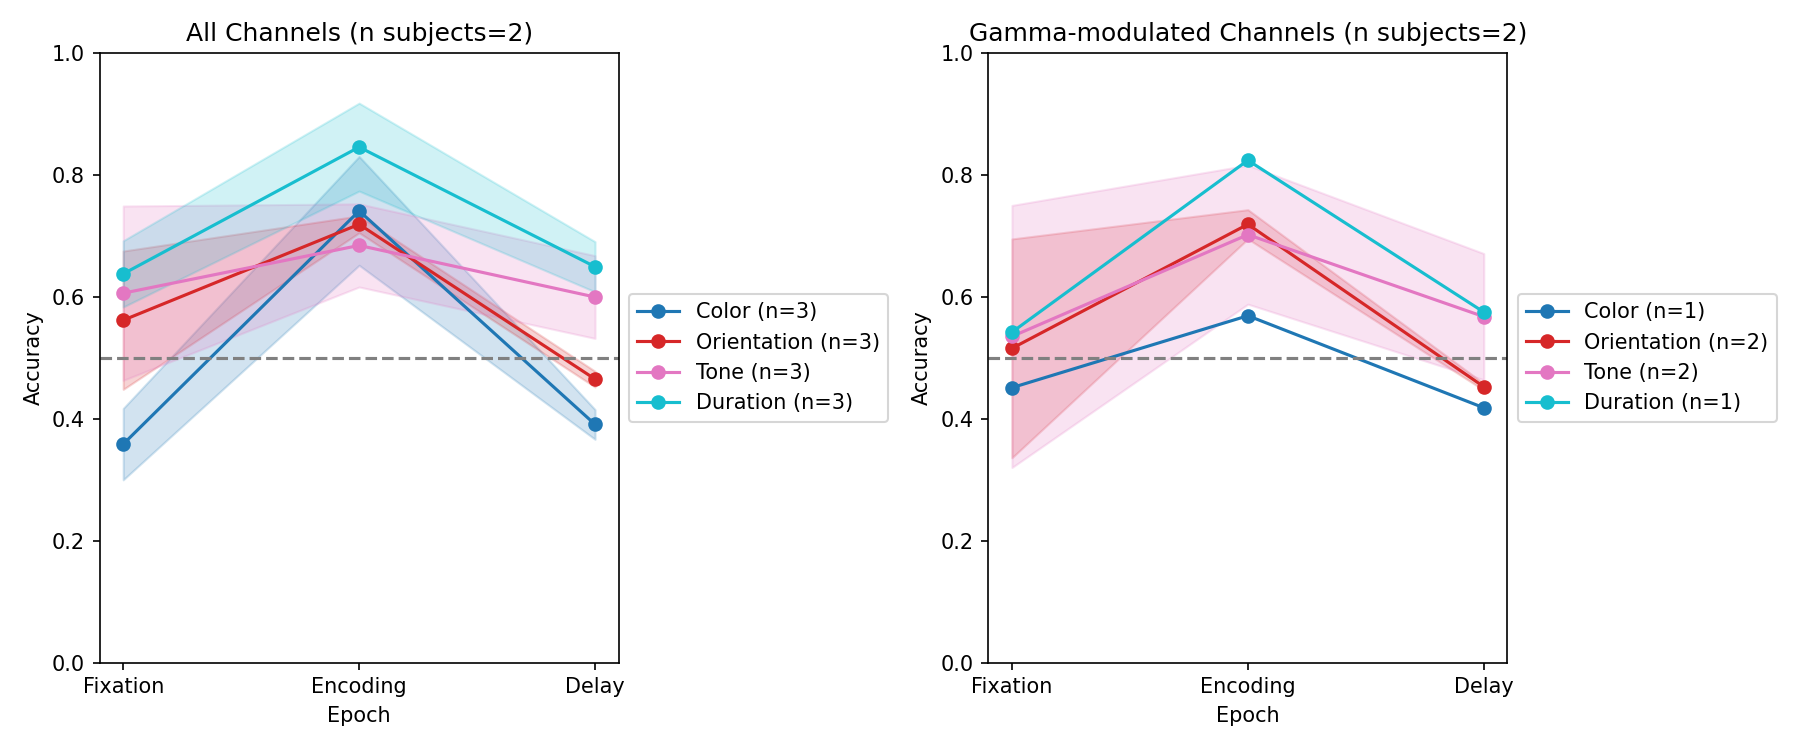 All Channels (n subjects=2)
1.0
0.8
0.6
0.4
0.2
0.0
Accuracy
Fixation
Encoding
Delay
Epoch
Color (n=3)
Orientation (n=3)
Tone (n=3)
Duration (n=3)
Gamma-modulated Channels (n subjects=2)
1.0
0.8
0.6
0.4
0.2
0.0
Accuracy
Fixation
Encoding
Delay
Epoch
Color (n=1)
Orientation (n=2)
Tone (n=2)
Duration (n=1)